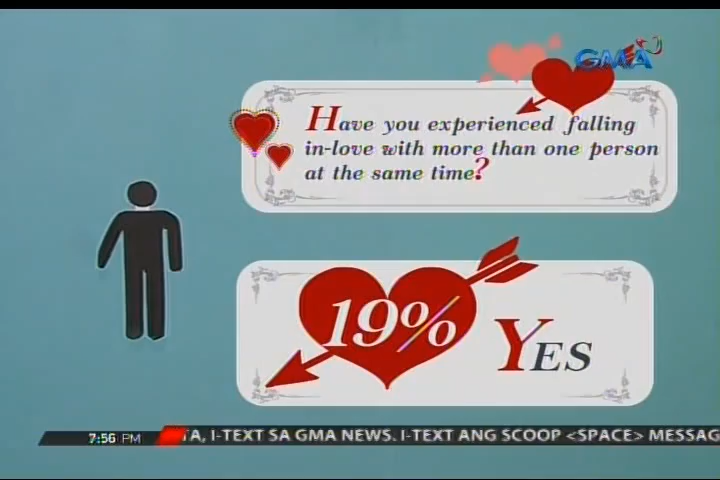 GMA
Have you experienced falling
in-love with more than one person
at the same time?
19% YES
7:56 PM TA, I-TEXT SA GMA NEWS. I-TEXT ANG SCOOP <SPACE> MESSAG